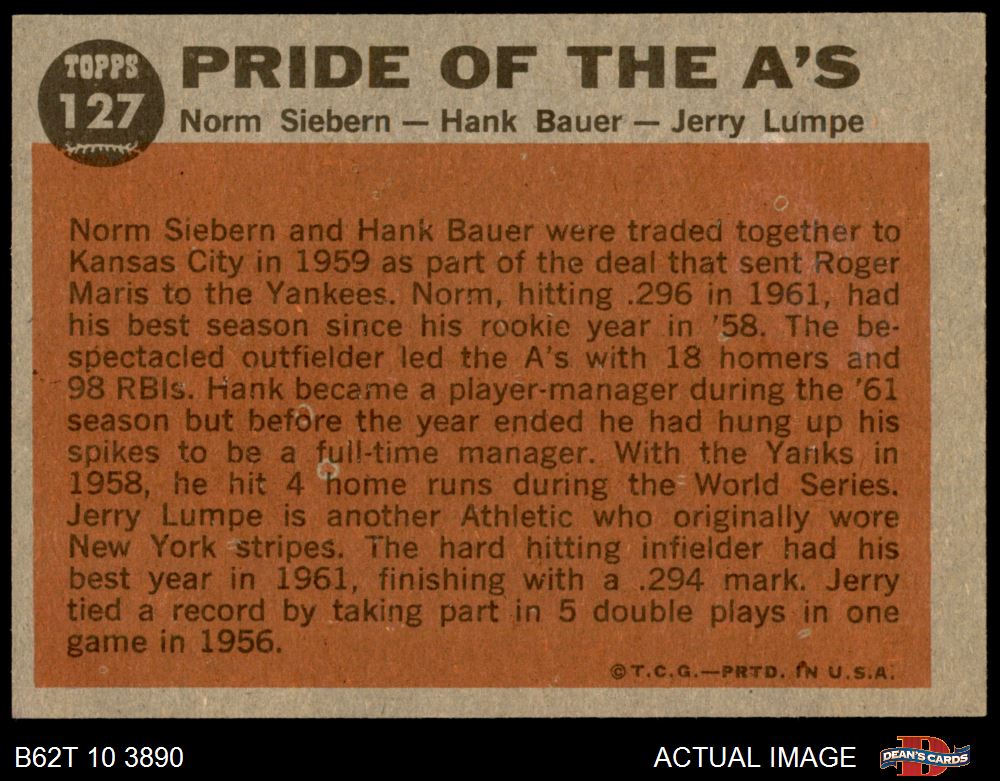 TOPPS
127
PRIDE OF THE A'S
Norm Siebern — Hank Bauer — Jerry Lumpe
Norm Siebern and Hank Bauer were traded together to
Kansas City in 1959 as part of the deal that sent Roger
Maris to the Yankees. Norm, hitting .296 in 1961, had
his best season since his rookie year in '58. The be-
spectacled outfielder led the A's with 18 homers and
98 RBIs. Hank became a player-manager during the '61
season but before the year ended he had hung up his
spikes to be a full-time manager. With the Yanks in
1958, he hit 4 home runs during the World Series.
Jerry Lumpe is another Athletic who originally wore
New York stripes. The hard hitting infielder had his
best year in 1961, finishing with a .294 mark. Jerry
tied a record by taking part in 5 double plays in one
game in 1956.
©T.C.G.—PRTD. IN U.S.A.
B62T 10 3890
ACTUAL IMAGE
DEAN'S CARDS